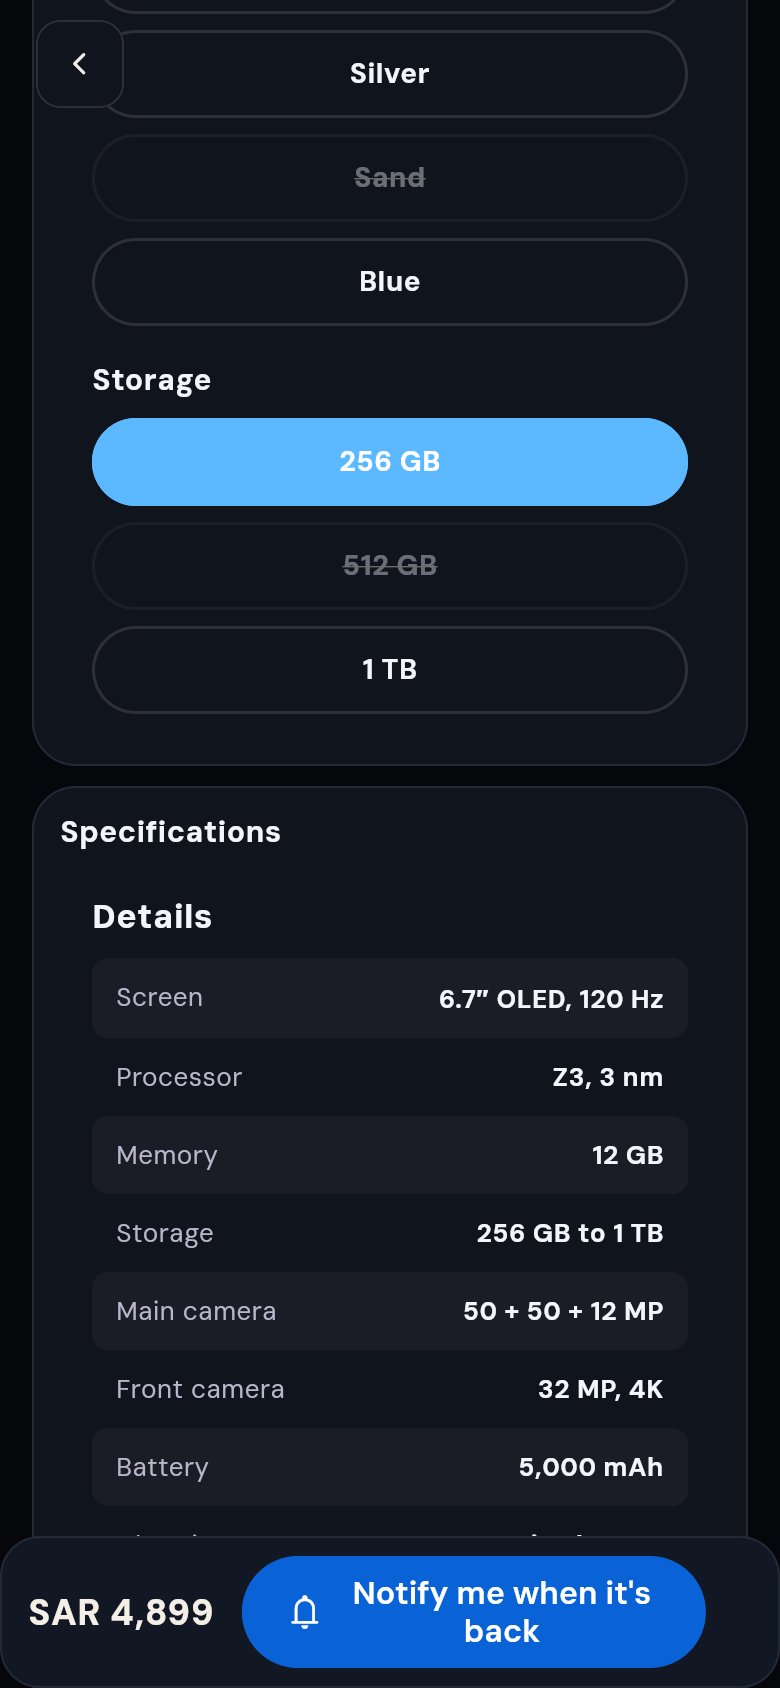 Silver
Sand
Blue
Storage
256 GB
512 GB
1 TB
Specifications
Details
Screen 6.7″ OLED, 120 Hz
Processor Z3, 3 nm
Memory 12 GB
Storage 256 GB to 1 TB
Main camera 50 + 50 + 12 MP
Front camera 32 MP, 4K
Battery 5,000 mAh
SAR 4,899
Notify me when it's
back